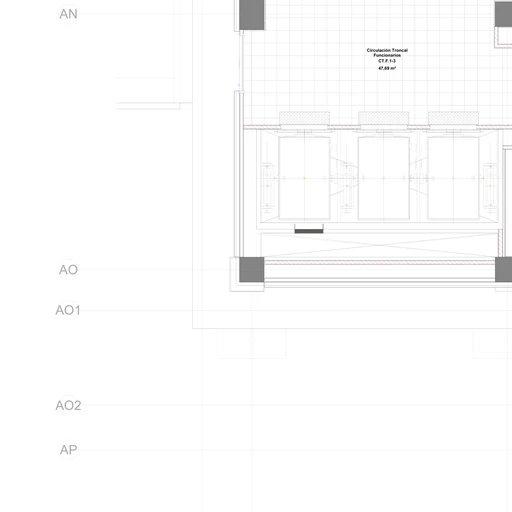 AN
Circulación Troncal
Funcionarios
CT.F.1-3
47,69 m²
AO
AO1
AO2
AP